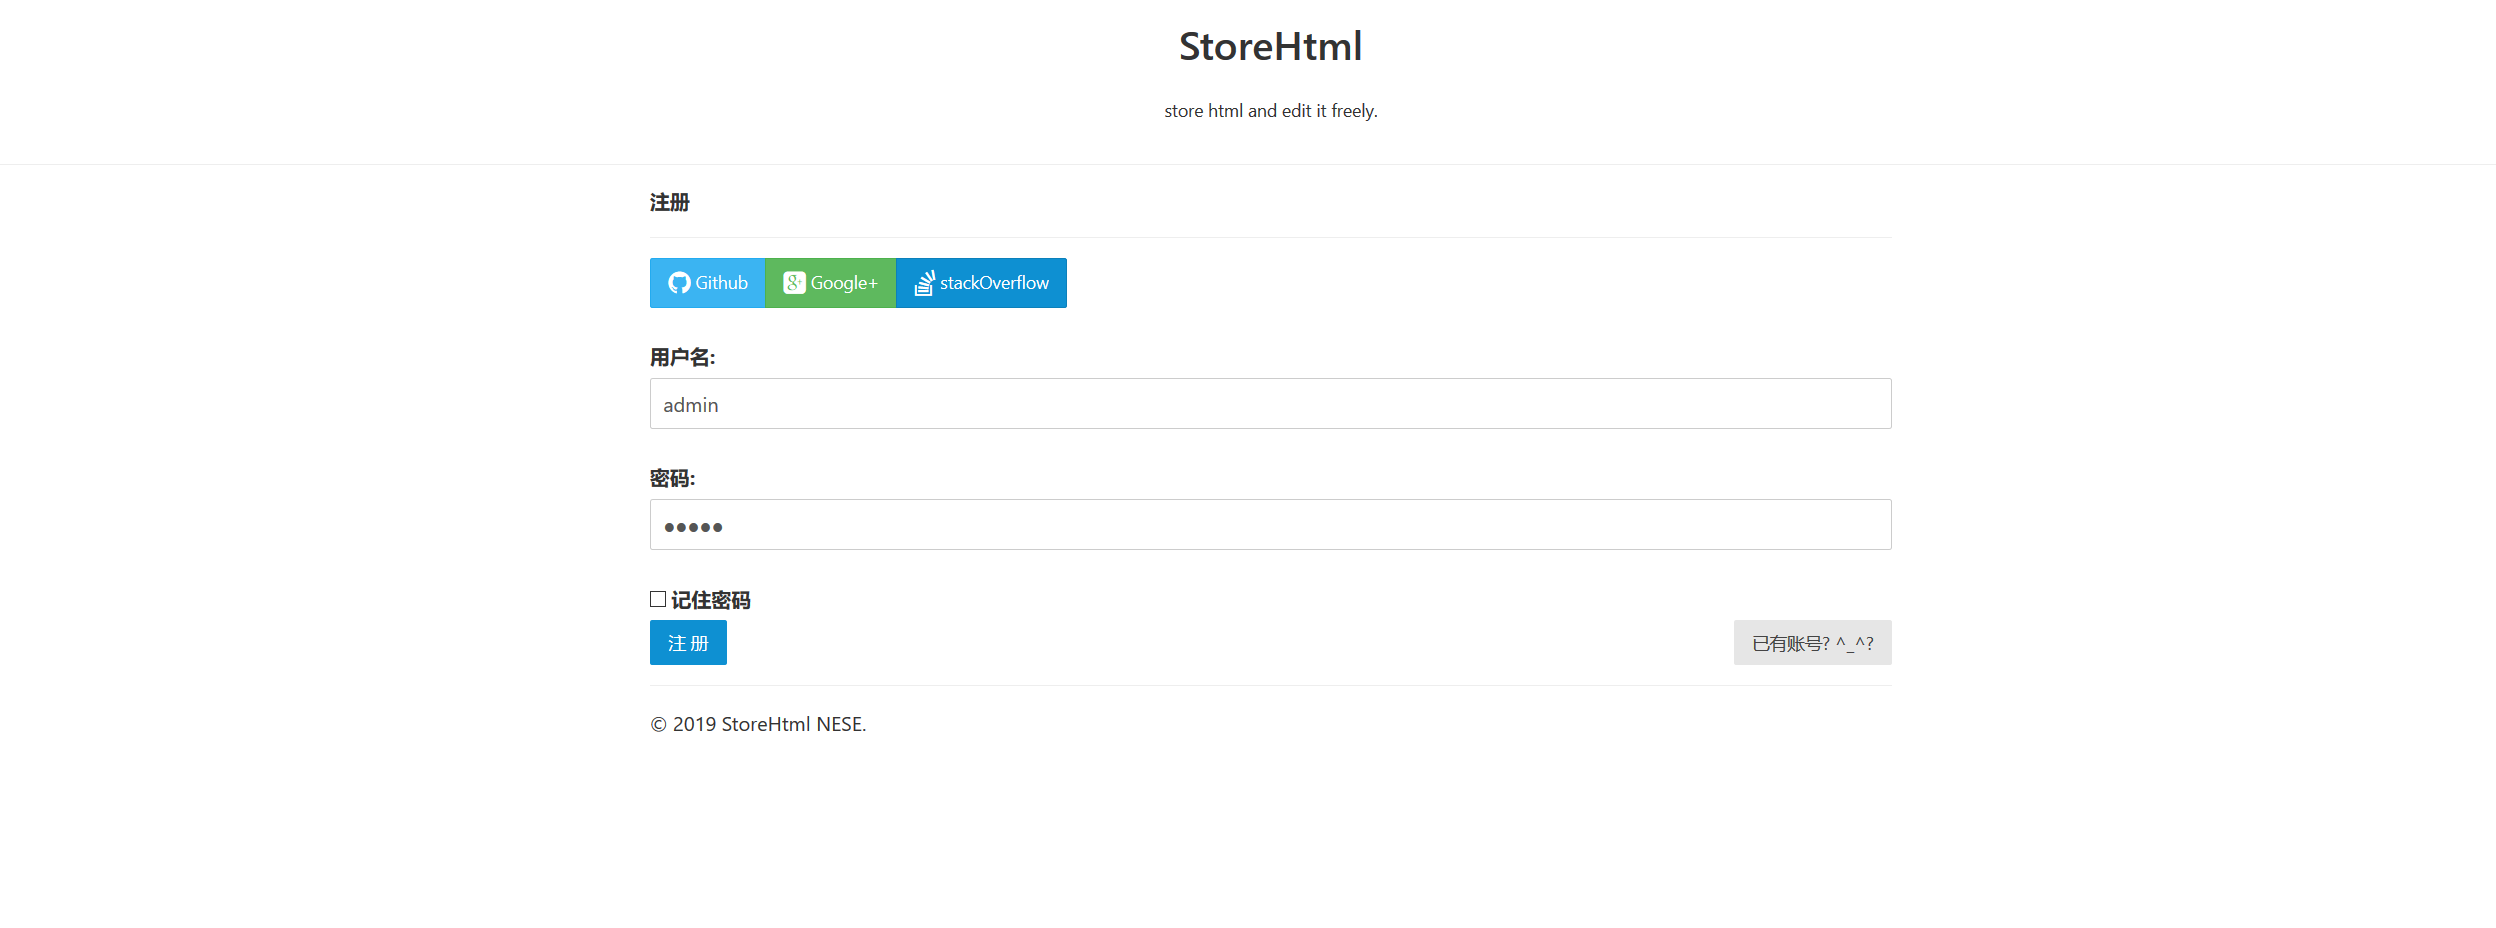 StoreHtml
store html and edit it freely.
注册
Github Google+ stackOverflow
用户名:
admin
密码:
●●●●●
记住密码
注 册 已有账号? ^_^?
© 2019 StoreHtml NESE.